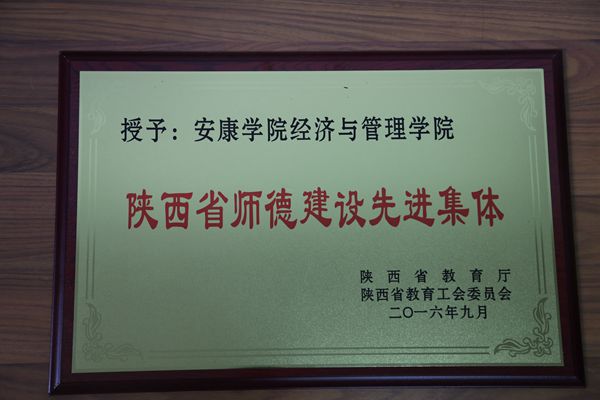 授予：安康学院经济与管理学院
陕西省师德建设先进集体
陕西省教育厅
陕西省教育工会委员会
二〇一六年九月